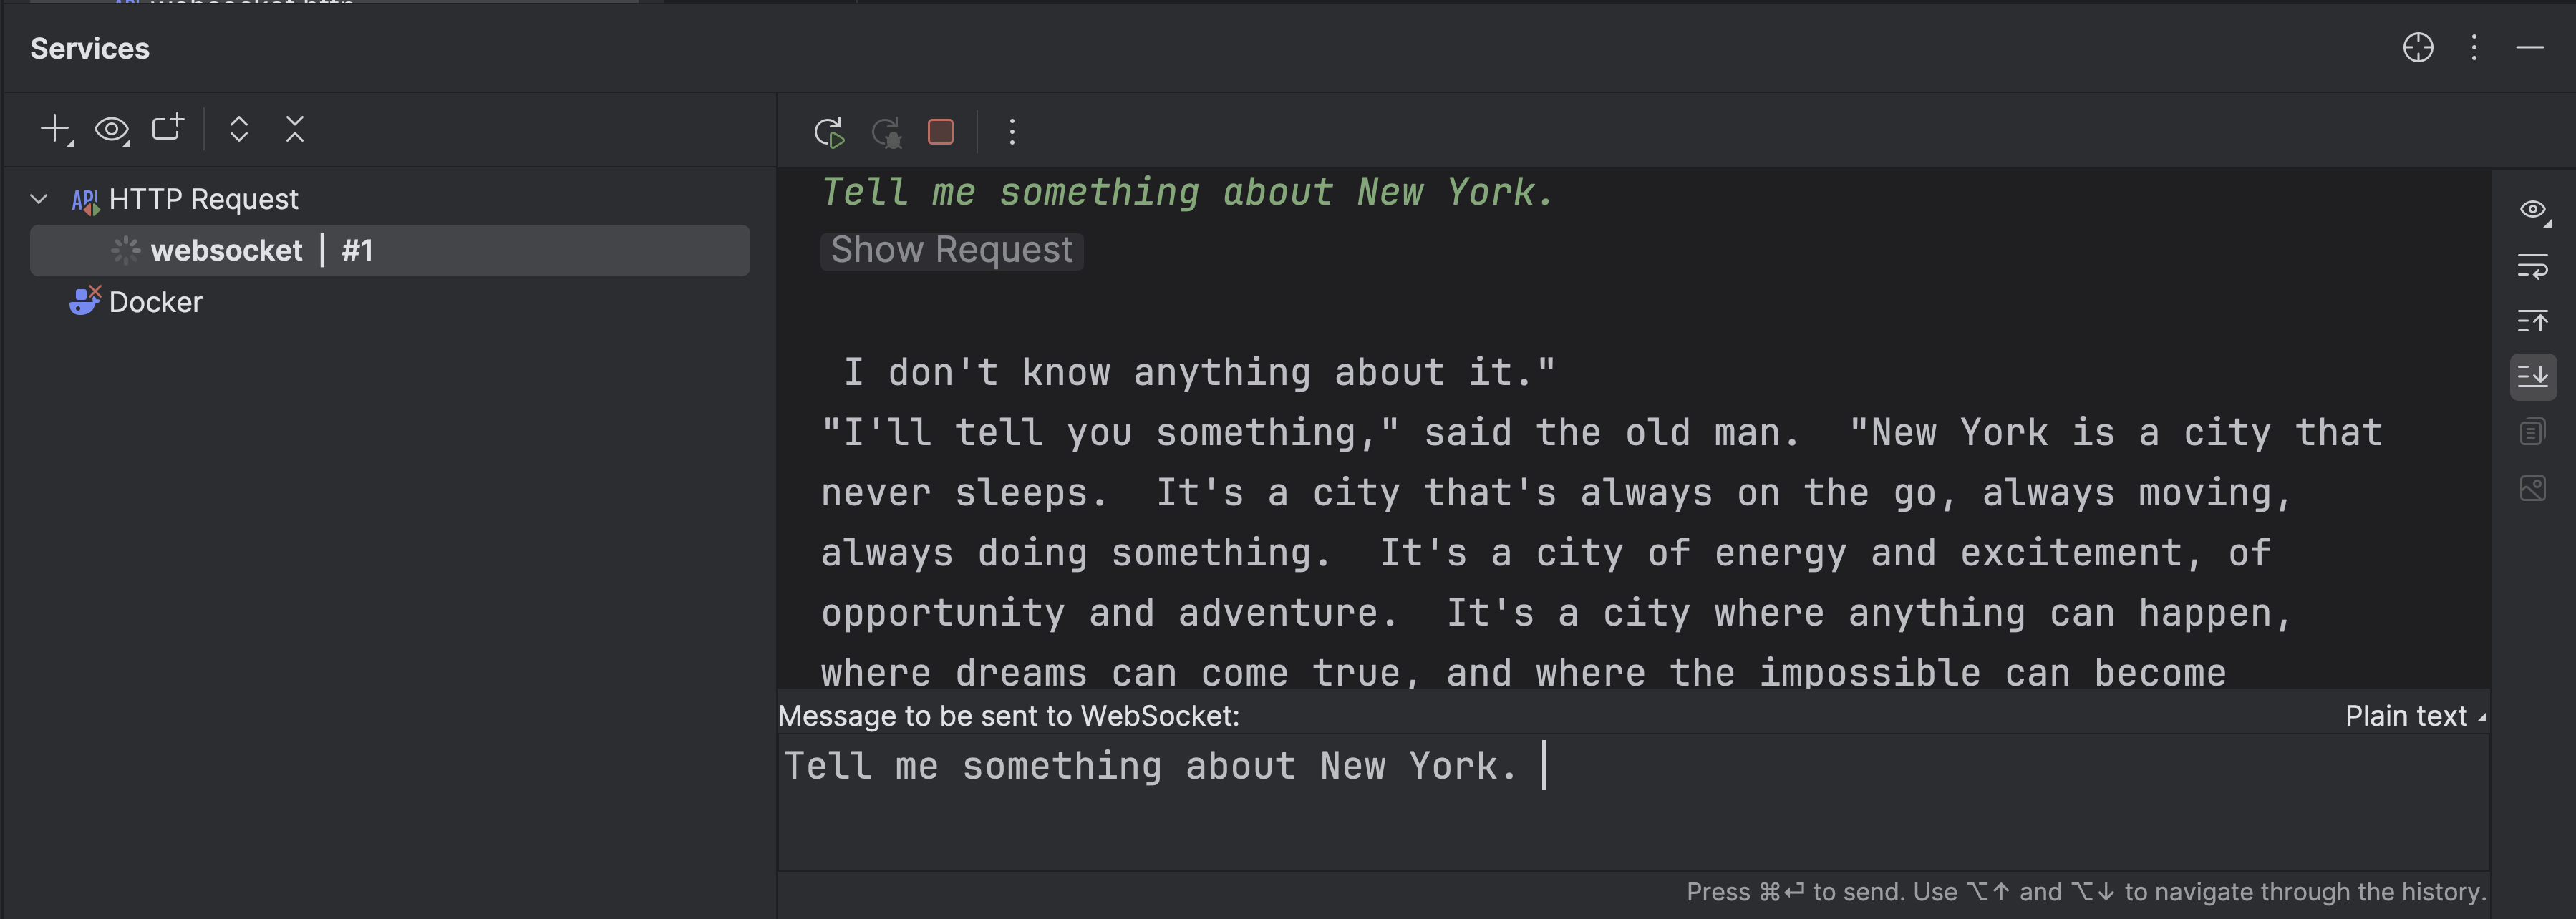 websocket.http
Services
HTTP Request
websocket | #1
Docker
Tell me something about New York.
Show Request
I don't know anything about it."
"I'll tell you something," said the old man.  "New York is a city that
never sleeps.  It's a city that's always on the go, always moving,
always doing something.  It's a city of energy and excitement, of
opportunity and adventure.  It's a city where anything can happen,
where dreams can come true, and where the impossible can become
Message to be sent to WebSocket:
Plain text
Tell me something about New York.
Press ⌘↵ to send. Use ⌥↑ and ⌥↓ to navigate through the history.